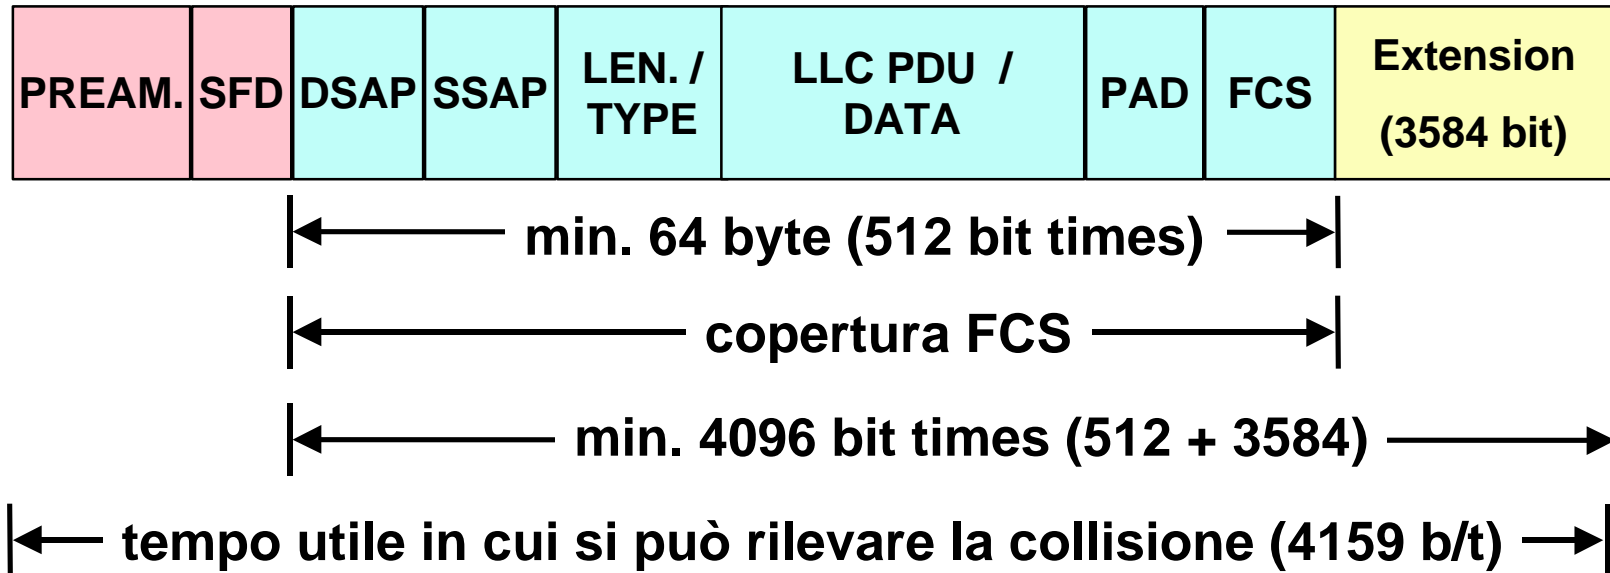 PREAM. SFD DSAP SSAP LEN. / TYPE LLC PDU / DATA PAD FCS Extension (3584 bit)
min. 64 byte (512 bit times)
copertura FCS
min. 4096 bit times (512 + 3584)
tempo utile in cui si può rilevare la collisione (4159 b/t)